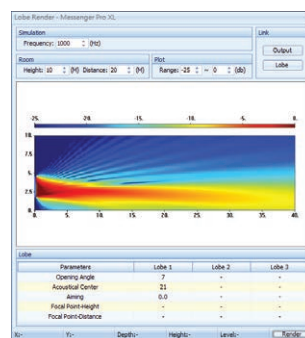 Lobe Render - Messanger Pro XL
Simulation
Link
Frequency: 1000 (Hz)
Output
Room
Plot
Lobe
Height: 10 (M) Distance: 20 (M)
Range: -25 ~ 0 (db)
-25. -20. -15. -10. -5. 0.
10.
7.5
5.
2.5
0.
0. 5. 10. 15. 20. 25. 30. 35. 40.
Lobe
Parameters Lobe 1 Lobe 2 Lobe 3
Opening Angle 7 - -
Acoustical Center 21 - -
Aiming 0.0 - -
Focal Point-Height - - -
Focal Point-Distance - - -
X:- Y:- Depth:- Height:- Level:- Render